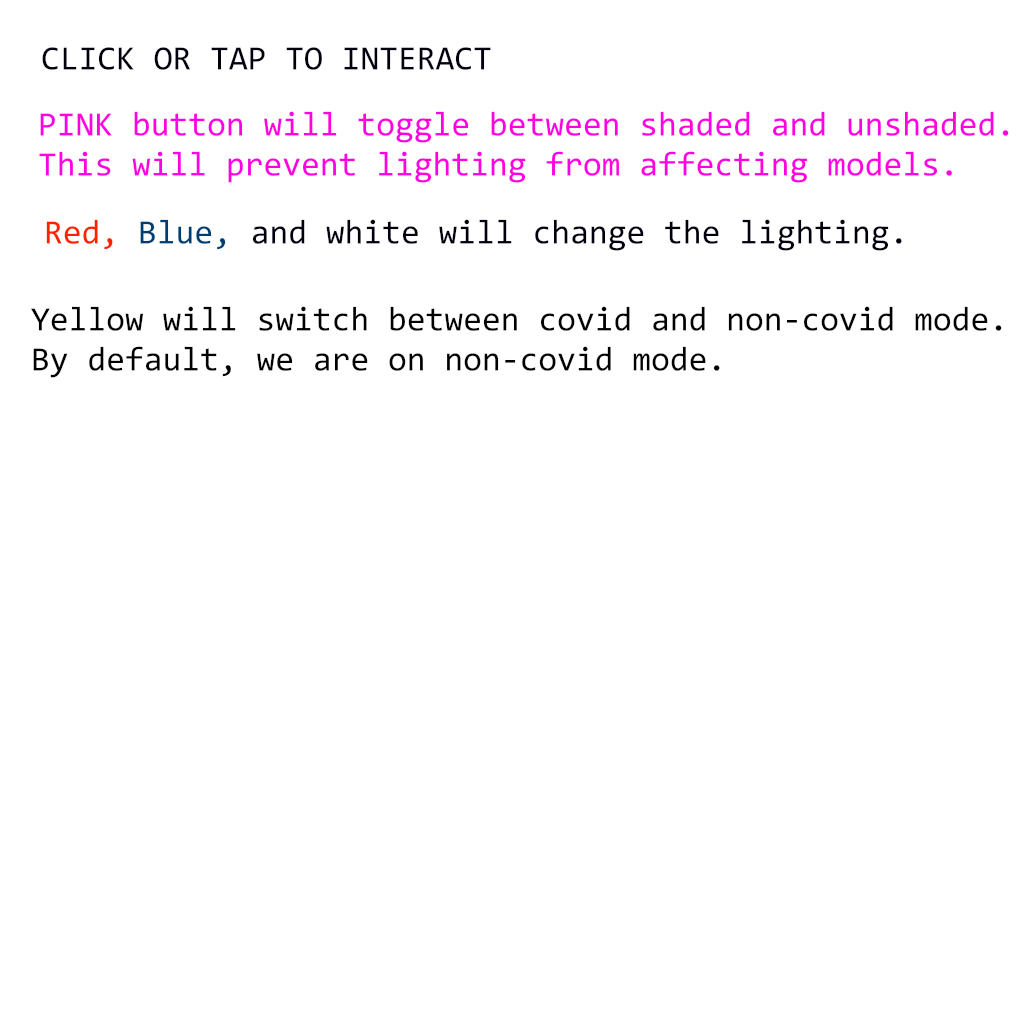 CLICK OR TAP TO INTERACT
PINK button will toggle between shaded and unshaded.
This will prevent lighting from affecting models.
Red, Blue, and white will change the lighting.
Yellow will switch between covid and non-covid mode.
By default, we are on non-covid mode.